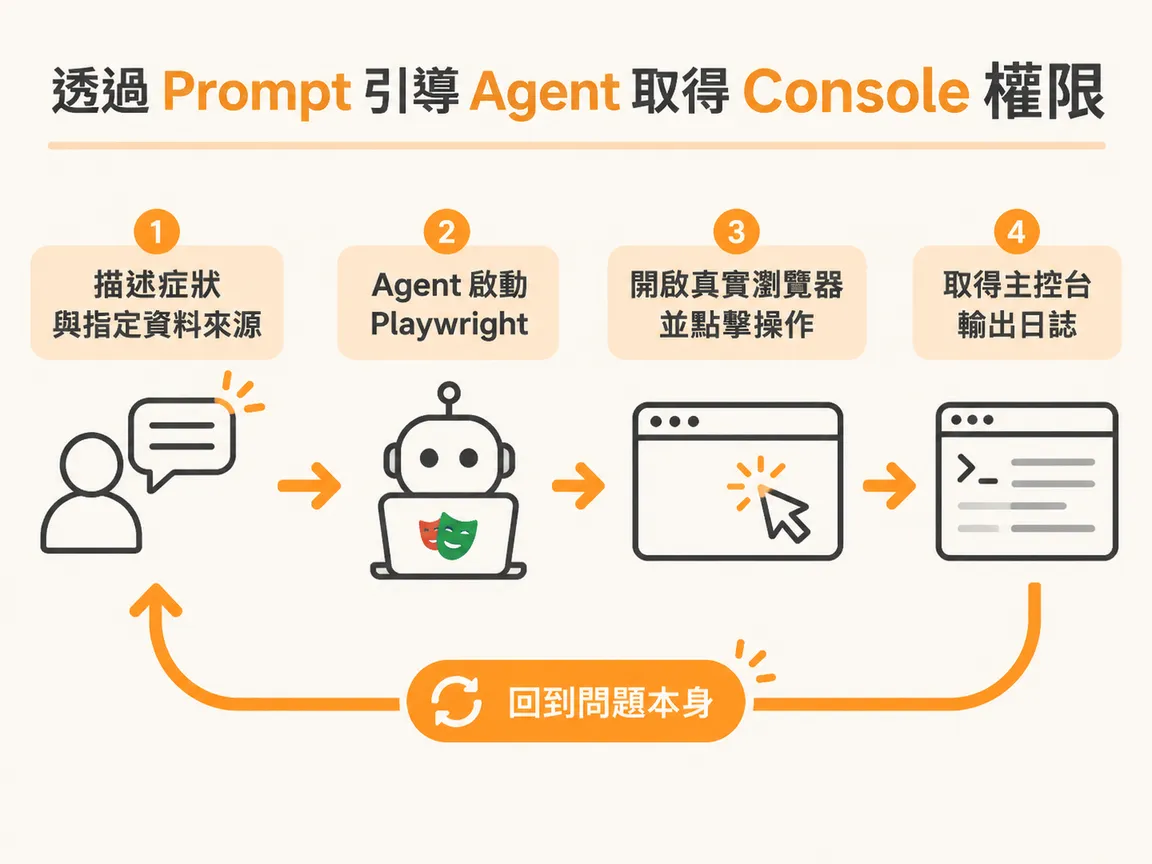 透過 Prompt 引導 Agent 取得 Console 權限
1
描述症狀
與指定資料來源
2
Agent 啟動
Playwright
3
開啟真實瀏覽器
並點擊操作
4
取得主控台
輸出日誌
>_
回到問題本身